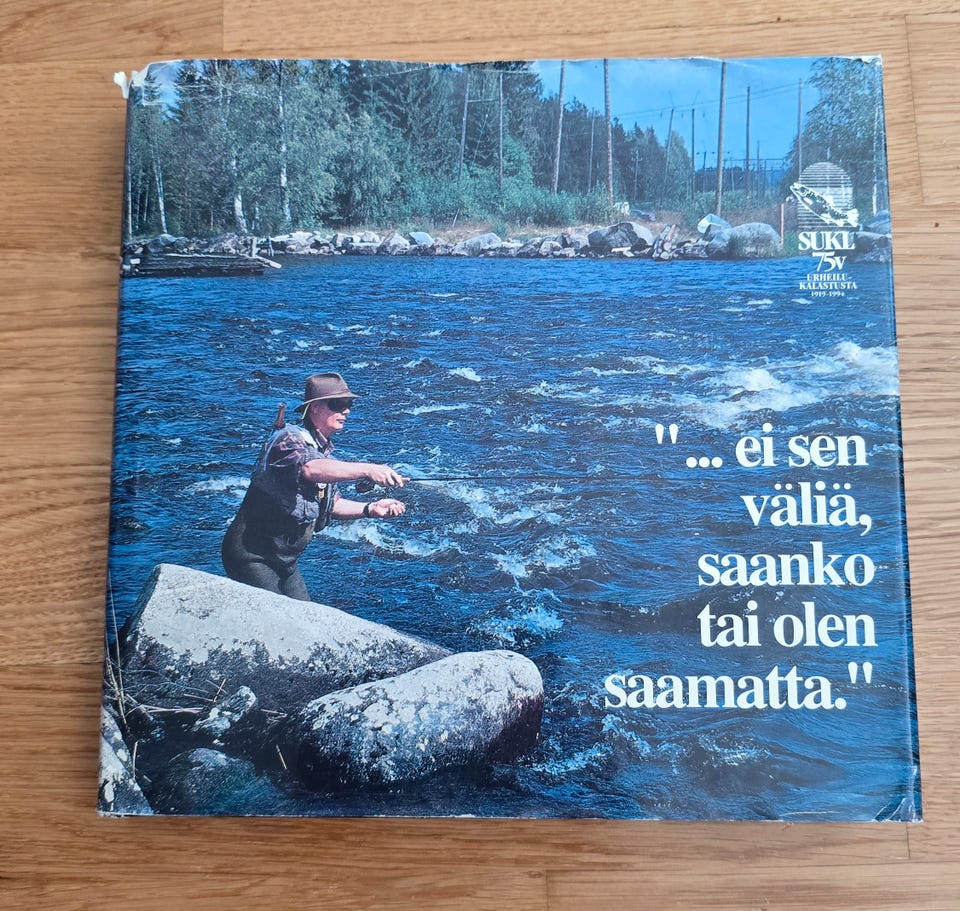 SUKL
75v
URHEILU-
KALASTUSTA
1919-1994
"... ei sen
väliä,
saanko
tai olen
saamatta."